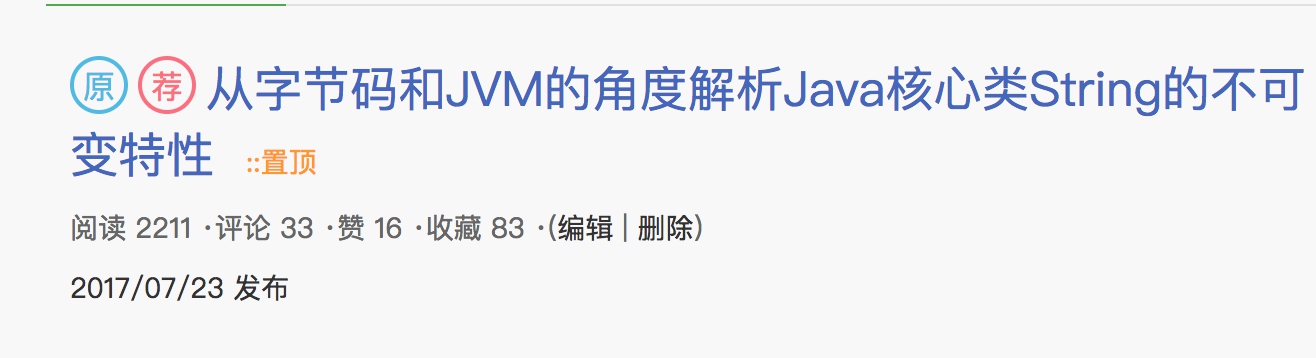 原 荐 从字节码和JVM的角度解析Java核心类String的不可
变特性 ::置顶
阅读 2211 ·评论 33 ·赞 16 ·收藏 83 ·(编辑 | 删除)
2017/07/23 发布